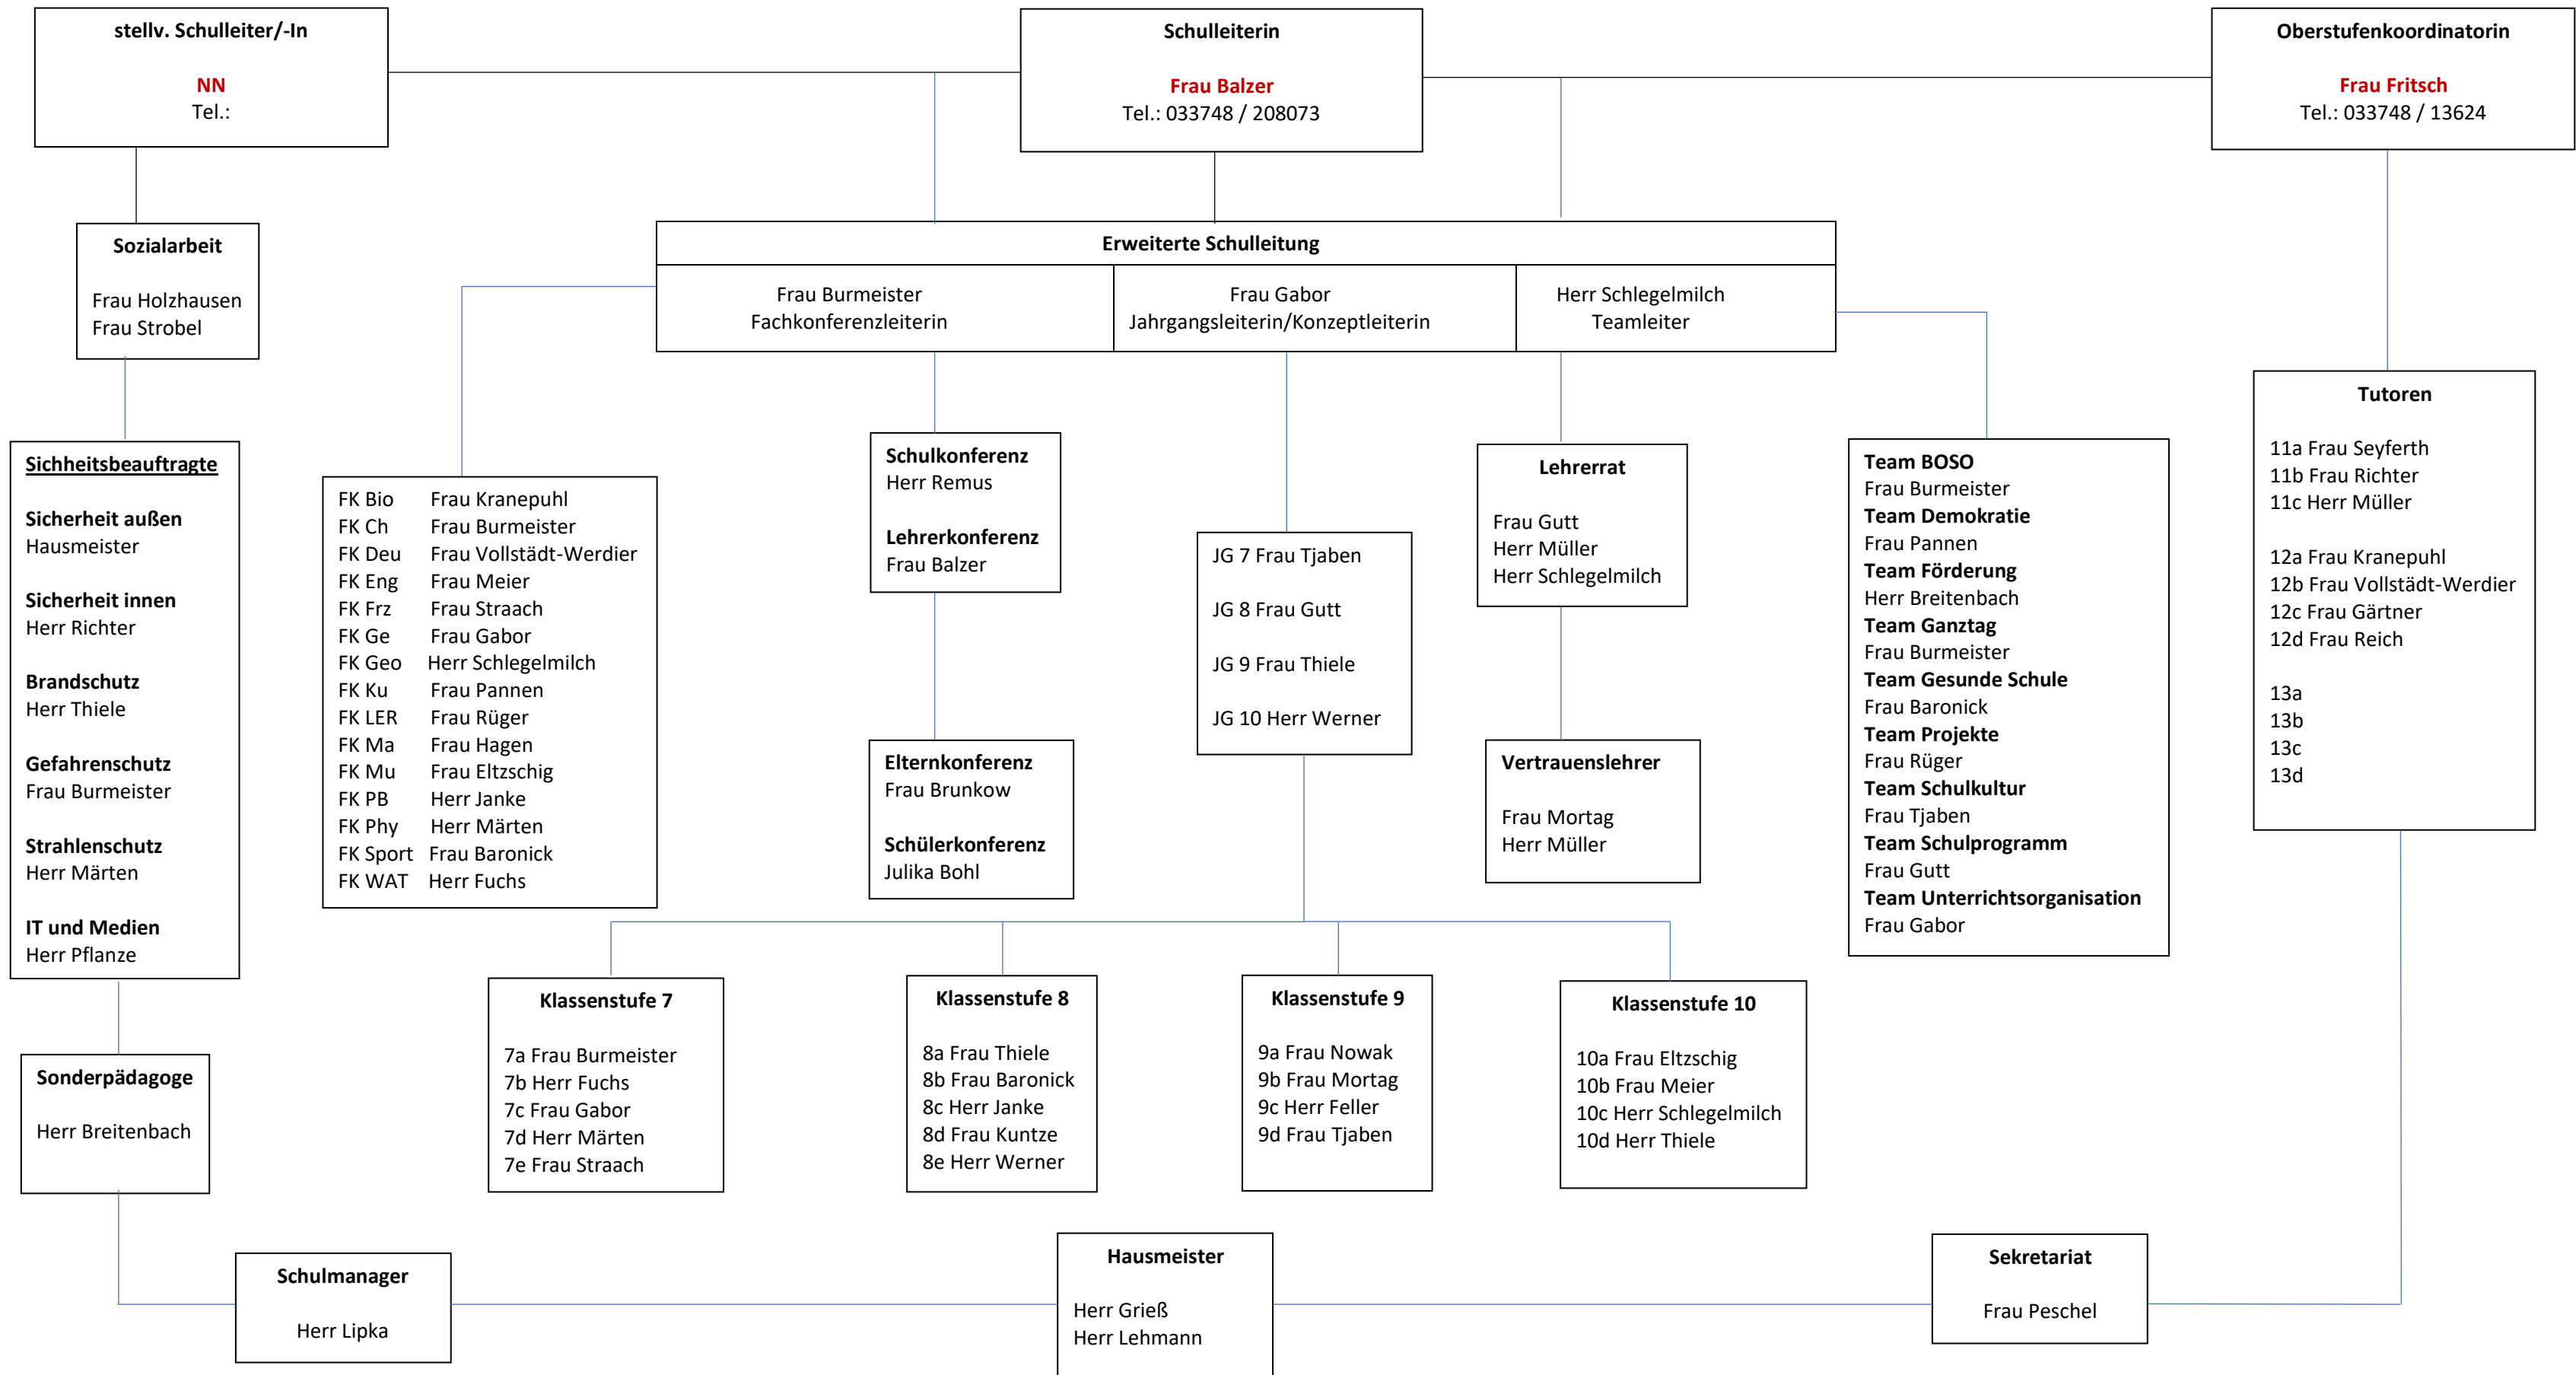 stellv. Schulleiter/-In
NN
Tel.:
Schulleiterin
Frau Balzer
Tel.: 033748 / 208073
Oberstufenkoordinatorin
Frau Fritsch
Tel.: 033748 / 13624
Sozialarbeit
Frau Holzhausen
Frau Strobel
Erweiterte Schulleitung
Frau Burmeister
Fachkonferenzleiterin
Frau Gabor
Jahrgangsleiterin/Konzeptleiterin
Herr Schlegelmilch
Teamleiter
Sichheitsbeauftragte
Sicherheit außen
Hausmeister
Sicherheit innen
Herr Richter
Brandschutz
Herr Thiele
Gefahrenschutz
Frau Burmeister
Strahlenschutz
Herr Märten
IT und Medien
Herr Pflanze
FK Bio Frau Kranepuhl
FK Ch Frau Burmeister
FK Deu Frau Vollstädt-Werdier
FK Eng Frau Meier
FK Frz Frau Straach
FK Ge Frau Gabor
FK Geo Herr Schlegelmilch
FK Ku Frau Pannen
FK LER Frau Rüger
FK Ma Frau Hagen
FK Mu Frau Eltzschig
FK PB Herr Janke
FK Phy Herr Märten
FK Sport Frau Baronick
FK WAT Herr Fuchs
Schulkonferenz
Herr Remus
Lehrerkonferenz
Frau Balzer
Elternkonferenz
Frau Brunkow
Schülerkonferenz
Julika Bohl
JG 7 Frau Tjaben
JG 8 Frau Gutt
JG 9 Frau Thiele
JG 10 Herr Werner
Lehrerrat
Frau Gutt
Herr Müller
Herr Schlegelmilch
Vertrauenslehrer
Frau Mortag
Herr Müller
Team BOSO
Frau Burmeister
Team Demokratie
Frau Pannen
Team Förderung
Herr Breitenbach
Team Ganztag
Frau Burmeister
Team Gesunde Schule
Frau Baronick
Team Projekte
Frau Rüger
Team Schulkultur
Frau Tjaben
Team Schulprogramm
Frau Gutt
Team Unterrichtsorganisation
Frau Gabor
Tutoren
11a Frau Seyferth
11b Frau Richter
11c Herr Müller
12a Frau Kranepuhl
12b Frau Vollstädt-Werdier
12c Frau Gärtner
12d Frau Reich
13a
13b
13c
13d
Klassenstufe 7
7a Frau Burmeister
7b Herr Fuchs
7c Frau Gabor
7d Herr Märten
7e Frau Straach
Klassenstufe 8
8a Frau Thiele
8b Frau Baronick
8c Herr Janke
8d Frau Kuntze
8e Herr Werner
Klassenstufe 9
9a Frau Nowak
9b Frau Mortag
9c Herr Feller
9d Frau Tjaben
Klassenstufe 10
10a Frau Eltzschig
10b Frau Meier
10c Herr Schlegelmilch
10d Herr Thiele
Sonderpädagoge
Herr Breitenbach
Schulmanager
Herr Lipka
Hausmeister
Herr Grieß
Herr Lehmann
Sekretariat
Frau Peschel